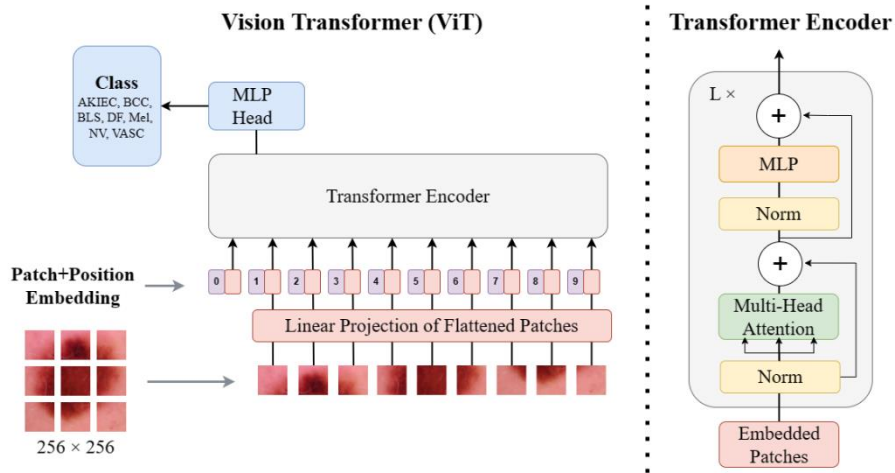 Vision Transformer (ViT)
Class
AKIEC, BCC,
BLS, DF, Mel,
NV, VASC
MLP
Head
Transformer Encoder
Patch+Position
Embedding
0 1 2 3 4 5 6 7 8 9
Linear Projection of Flattened Patches
256 × 256
Transformer Encoder
L ×
+
MLP
Norm
+
Multi-Head
Attention
Norm
Embedded
Patches